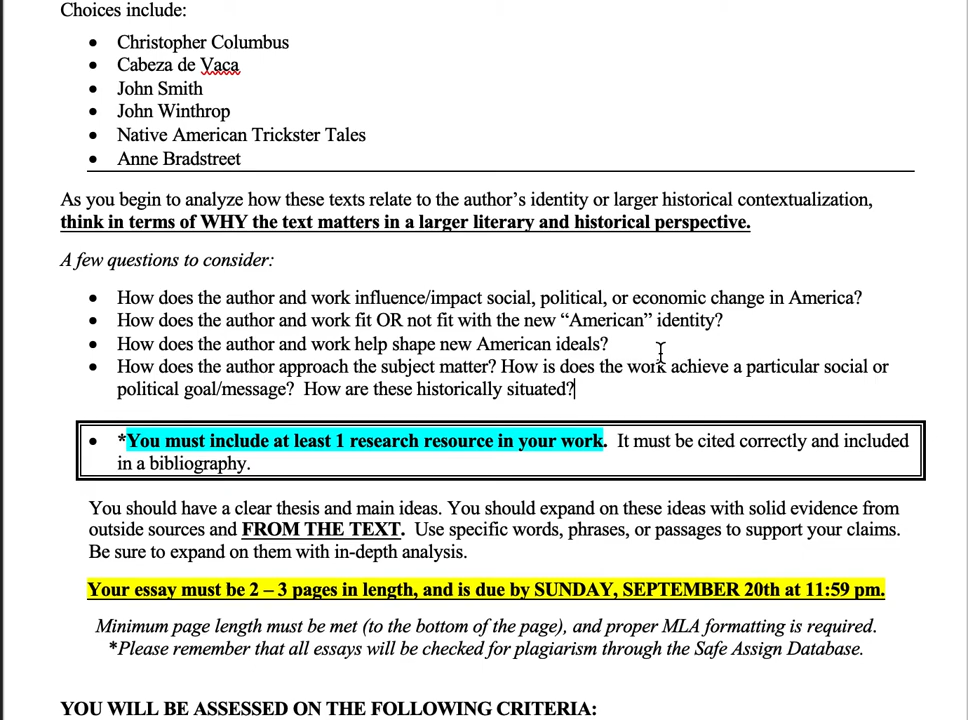 Choices include:
• Christopher Columbus
• Cabeza de Vaca
• John Smith
• John Winthrop
• Native American Trickster Tales
• Anne Bradstreet
As you begin to analyze how these texts relate to the author’s identity or larger historical contextualization,
think in terms of WHY the text matters in a larger literary and historical perspective.
A few questions to consider:
• How does the author and work influence/impact social, political, or economic change in America?
• How does the author and work fit OR not fit with the new “American” identity?
• How does the author and work help shape new American ideals?
• How does the author approach the subject matter? How is does the work achieve a particular social or
political goal/message?  How are these historically situated?
• *You must include at least 1 research resource in your work.  It must be cited correctly and included
in a bibliography.
You should have a clear thesis and main ideas. You should expand on these ideas with solid evidence from
outside sources and FROM THE TEXT.  Use specific words, phrases, or passages to support your claims.
Be sure to expand on them with in-depth analysis.
Your essay must be 2 – 3 pages in length, and is due by SUNDAY, SEPTEMBER 20th at 11:59 pm.
Minimum page length must be met (to the bottom of the page), and proper MLA formatting is required.
*Please remember that all essays will be checked for plagiarism through the Safe Assign Database.
YOU WILL BE ASSESSED ON THE FOLLOWING CRITERIA: